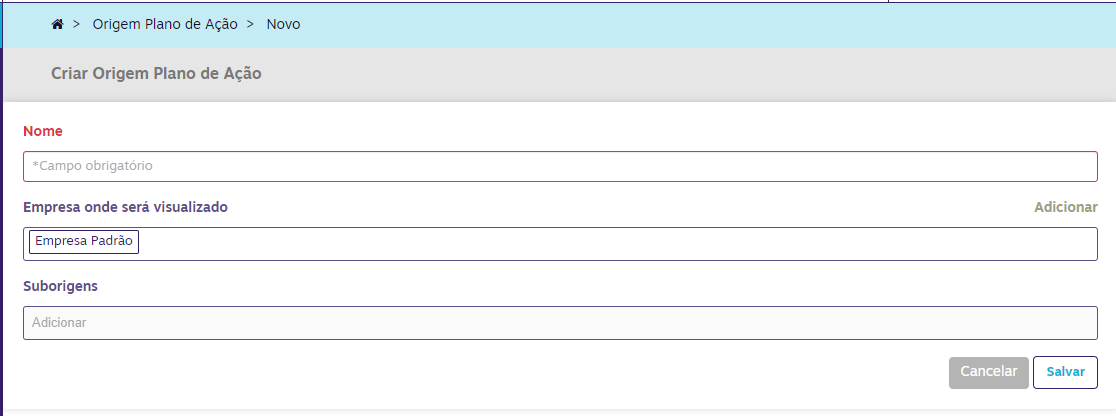 > Origem Plano de Ação > Novo
Criar Origem Plano de Ação
Nome
*Campo obrigatório
Empresa onde será visualizado Adicionar
Empresa Padrão
Suborigens
Adicionar
Cancelar Salvar